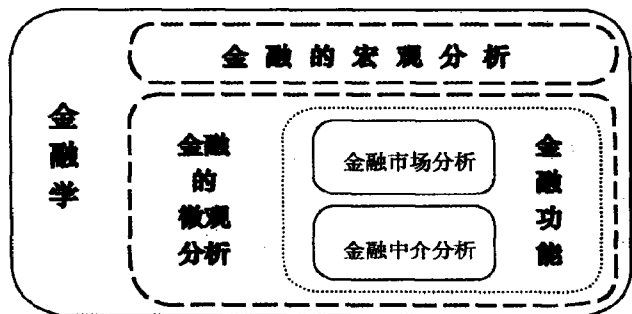 金融学
金融的宏观分析
金融
的
微观
分析
金融市场分析
金融中介分析
金融功能